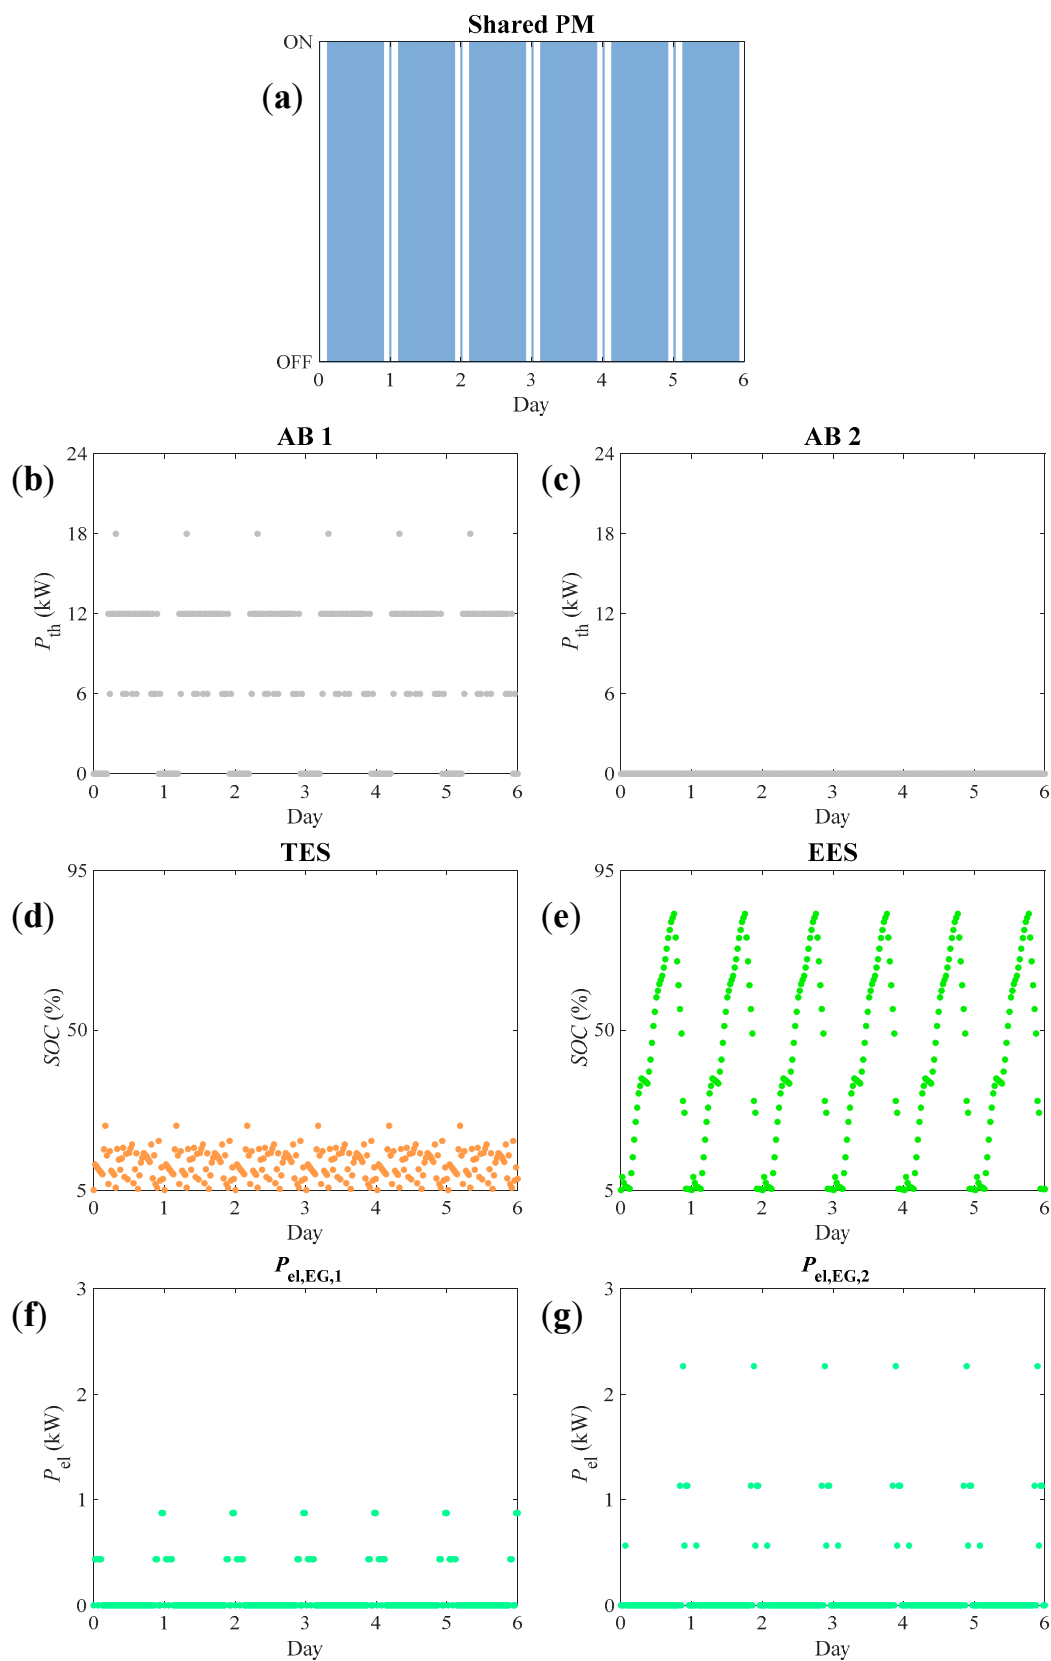 Shared PM
(a)
ON
OFF
0 1 2 3 4 5 6
Day
AB 1
(b)
24
18
12
6
0
P_th (kW)
0 1 2 3 4 5 6
Day
AB 2
(c)
24
18
12
6
0
P_th (kW)
0 1 2 3 4 5 6
Day
TES
(d)
95
50
5
SOC (%)
0 1 2 3 4 5 6
Day
EES
(e)
95
50
5
SOC (%)
0 1 2 3 4 5 6
Day
P_el,EG,1
(f)
3
2
1
0
P_el (kW)
0 1 2 3 4 5 6
Day
P_el,EG,2
(g)
3
2
1
0
P_el (kW)
0 1 2 3 4 5 6
Day